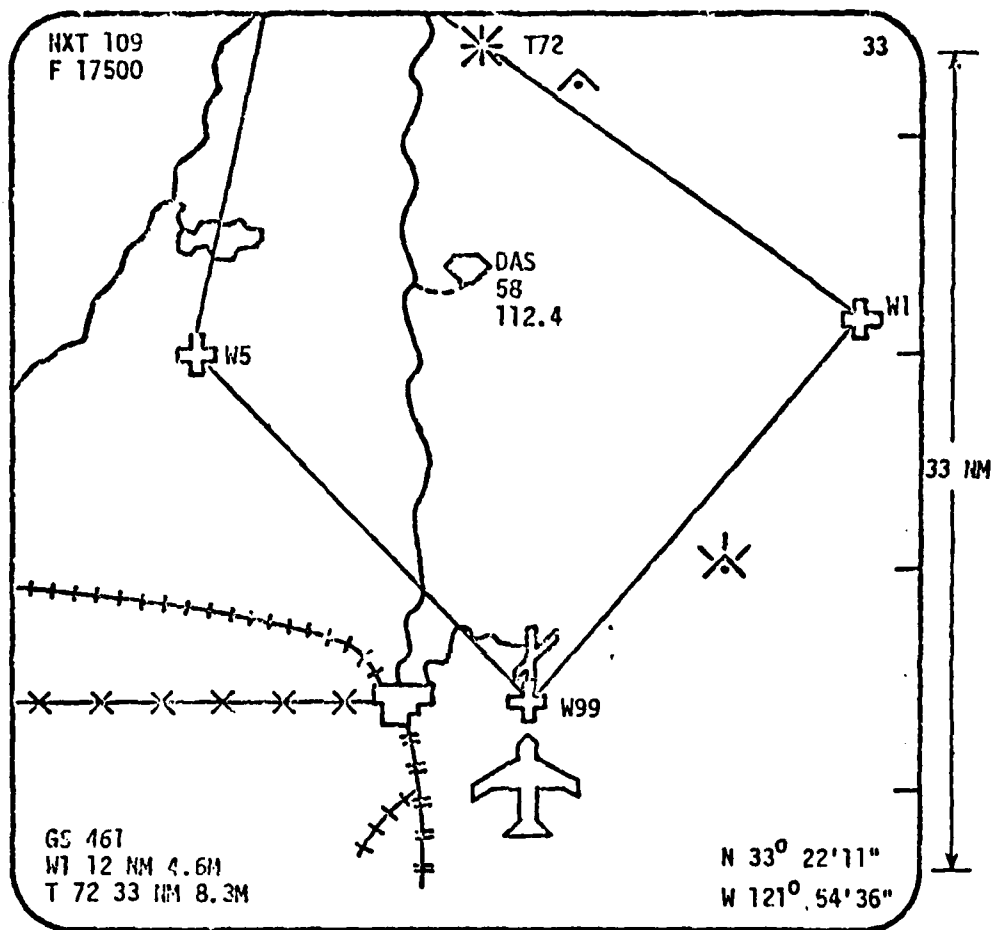 NXT 109
F 17500
T72
33
DAS
58
112.4
W1
W5
33 NM
W99
GS 461
W1 12 NM 4.6M
T 72 33 NM 8.3M
N 33° 22'11"
W 121° 54'36"